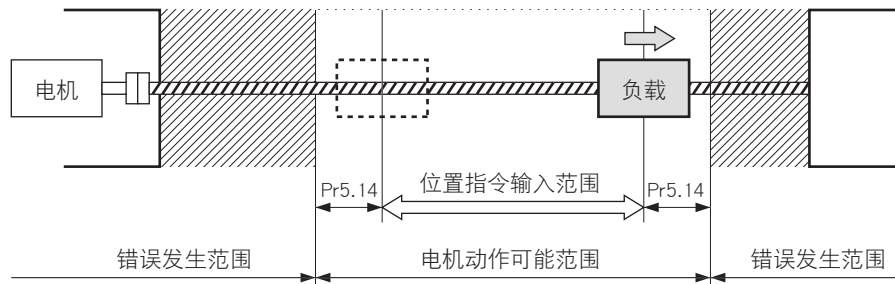 电机
负载
Pr5.14
位置指令输入范围
Pr5.14
错误发生范围
电机动作可能范围
错误发生范围